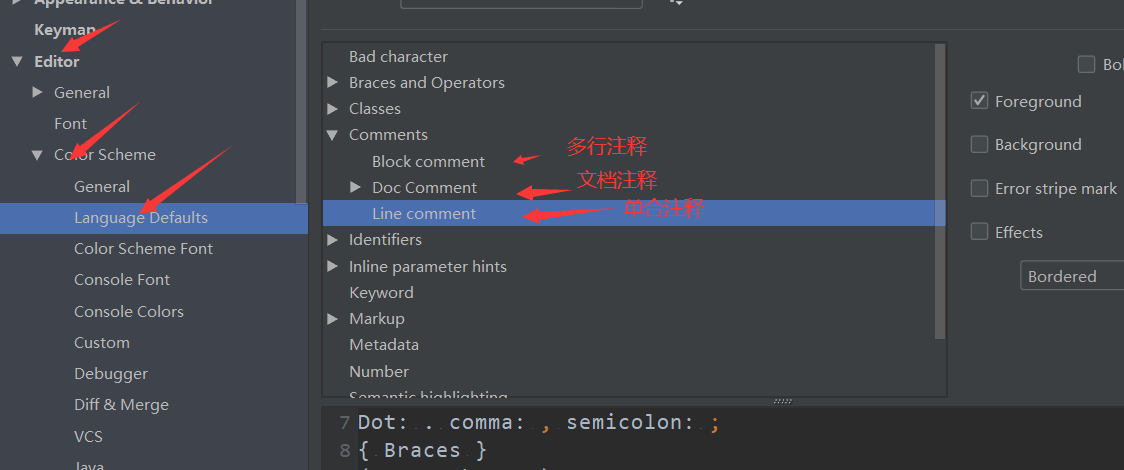 Appearance & Behavior
Keymap
Editor
General
Font
Color Scheme
General
Language Defaults
Color Scheme Font
Console Font
Console Colors
Custom
Debugger
Diff & Merge
VCS
Java
Bad character
Braces and Operators
Classes
Comments
Block comment
多行注释
Doc Comment
文档注释
Line comment
单合注释
Identifiers
Inline parameter hints
Keyword
Markup
Metadata
Number
Semantic highlighting
Bol
Foreground
Background
Error stripe mark
Effects
Bordered
7 Dot: . comma: , semicolon: ;
8 { Braces }